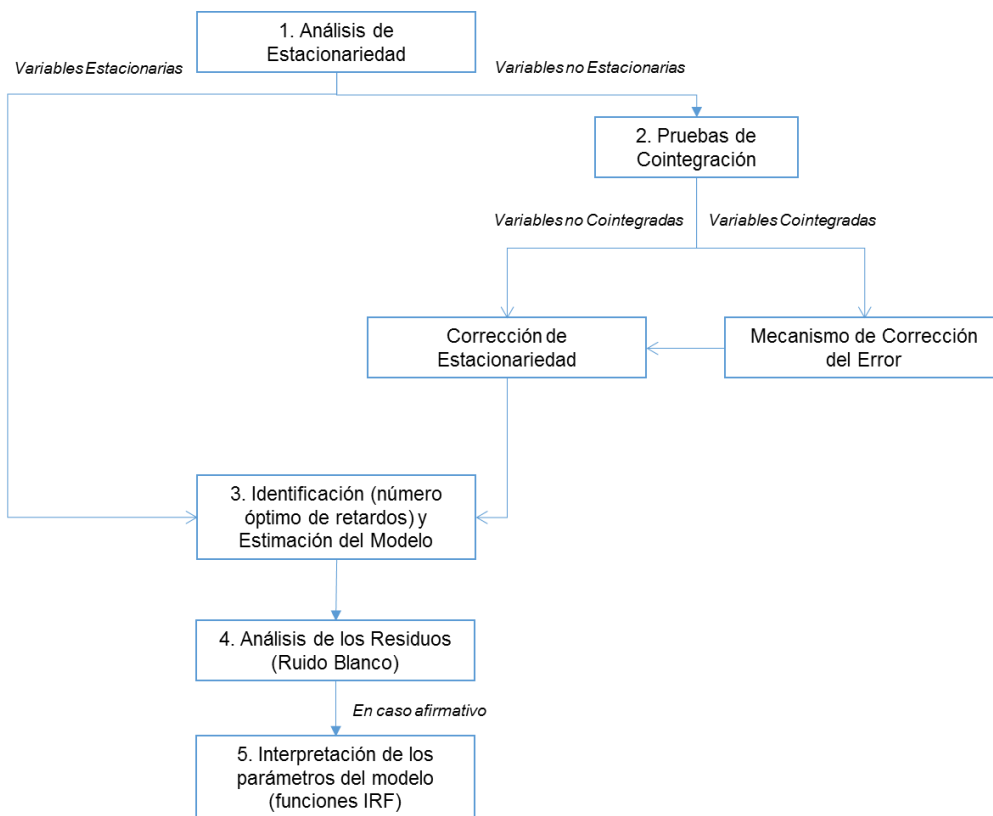 1. Análisis de
Estacionariedad
Variables Estacionarias
Variables no Estacionarias
2. Pruebas de
Cointegración
Variables no Cointegradas
Variables Cointegradas
Corrección de
Estacionariedad
Mecanismo de Corrección
del Error
3. Identificación (número
óptimo de retardos) y
Estimación del Modelo
4. Análisis de los Residuos
(Ruido Blanco)
En caso afirmativo
5. Interpretación de los
parámetros del modelo
(funciones IRF)